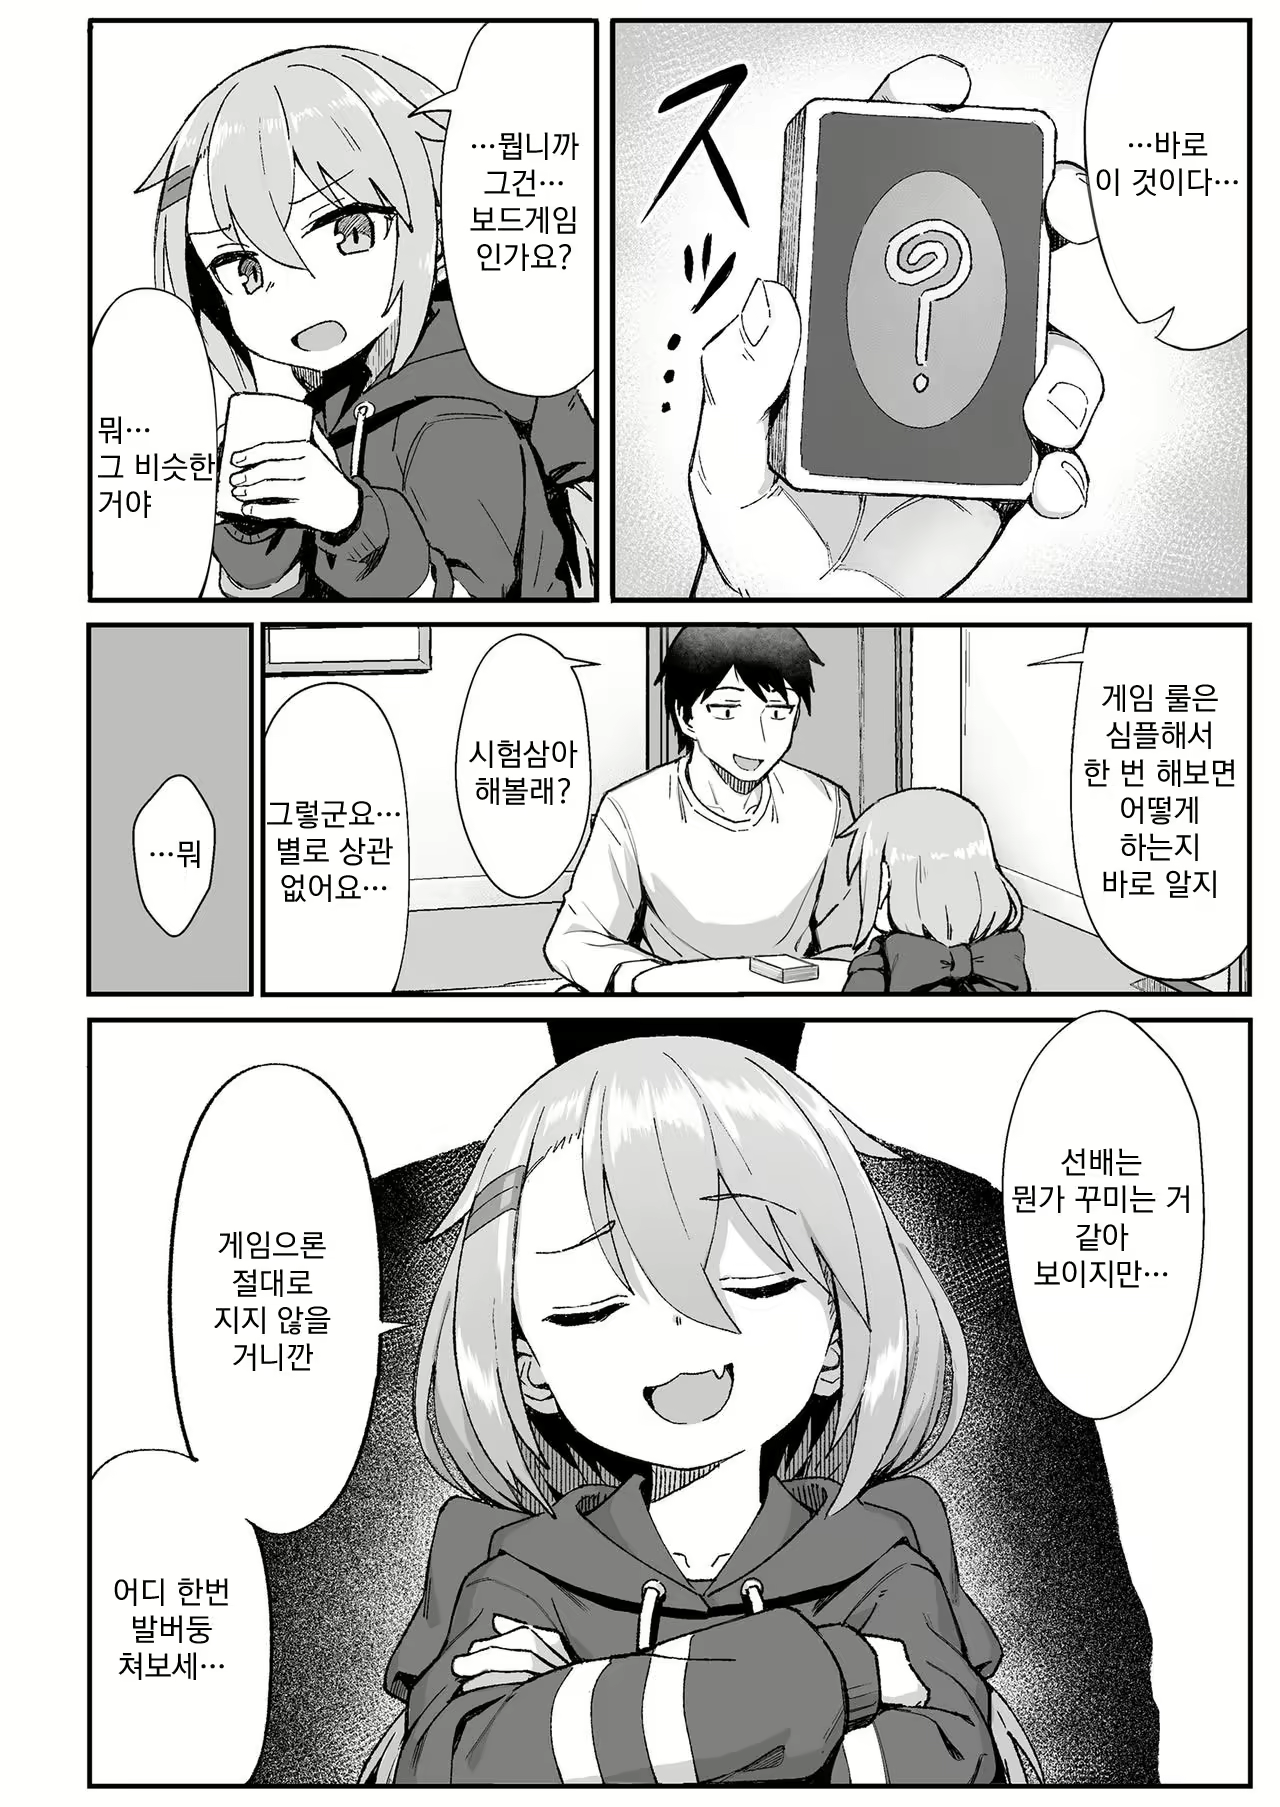 …바로
이 것이다…
스…
…뭡니까
그건…
보드게임
인가요?
뭐…
그 비슷한
거야
게임 룰은
심플해서
한 번 해보면
어떻게
하는지
바로 알지
시험삼아
해볼래?
그렇군요…
별로 상관
없어요…
…뭐
선배는
뭔가 꾸미는 거
같아
보이지만…
게임으론
절대로
지지 않을
거니깐
어디 한번
발버둥
쳐보세…